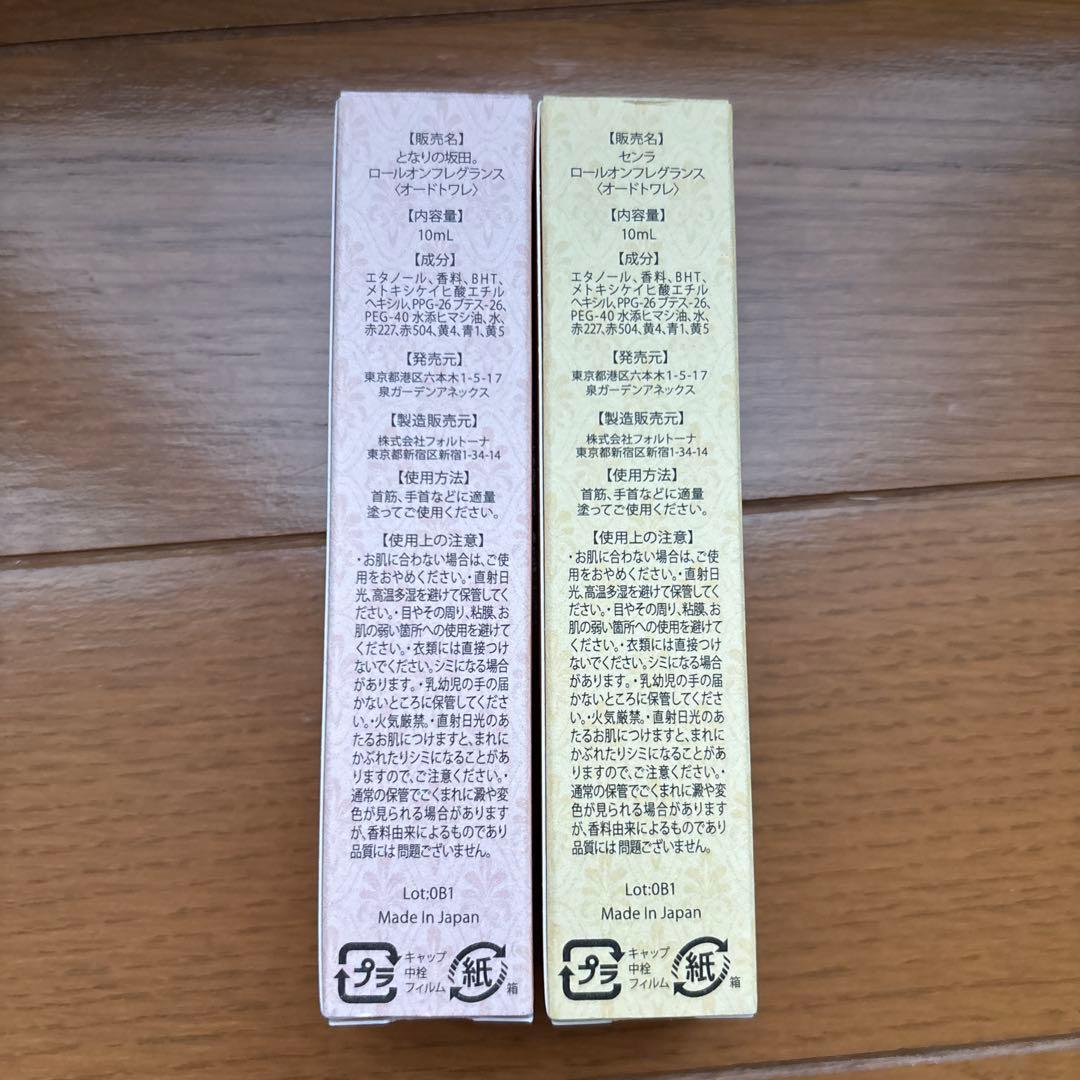 【販売名】
となりの坂田。
ロールオンフレグランス
〈オードトワレ〉
【内容量】
10mL
【成分】
エタノール、香料、BHT、
メトキシケイヒ酸エチル
ヘキシル、PPG-26 ブテス-26、
PEG-40 水添ヒマシ油、水、
赤227、赤504、黄4、青1、黄5
【発売元】
東京都港区六本木1-5-17
泉ガーデンアネックス
【製造販売元】
株式会社フォルトーナ
東京都新宿区新宿1-34-14
【使用方法】
首筋、手首などに適量
塗ってご使用ください。
【使用上の注意】
・お肌に合わない場合は、ご使
用をおやめください。・直射日
光、高温多湿を避けて保管してく
ださい。・目やその周り、粘膜、お
肌の弱い箇所への使用を避けて
ください。・衣類には直接つけ
ないでください。シミになる場合
があります。・乳幼児の手の届
かないところに保管してくださ
い。・火気厳禁。・直射日光のあ
たるお肌につけますと、まれに
かぶれたりシミになることがあ
りますので、ご注意ください。・
通常の保管でごくまれに澱や変
色が見られる場合があります
が、香料由来によるものであり
品質には問題ございません。
Lot:0B1
Made In Japan
プラ
キャップ
中栓
フィルム
紙
箱
【販売名】
センラ
ロールオンフレグランス
〈オードトワレ〉
【内容量】
10mL
【成分】
エタノール、香料、BHT、
メトキシケイヒ酸エチル
ヘキシル、PPG-26 ブテス-26、
PEG-40 水添ヒマシ油、水、
赤227、赤504、黄4、青1、黄5
【発売元】
東京都港区六本木1-5-17
泉ガーデンアネックス
【製造販売元】
株式会社フォルトーナ
東京都新宿区新宿1-34-14
【使用方法】
首筋、手首などに適量
塗ってご使用ください。
【使用上の注意】
・お肌に合わない場合は、ご使
用をおやめください。・直射日
光、高温多湿を避けて保管してく
ださい。・目やその周り、粘膜、お
肌の弱い箇所への使用を避けて
ください。・衣類には直接つけ
ないでください。シミになる場合
があります。・乳幼児の手の届
かないところに保管してくださ
い。・火気厳禁。・直射日光のあ
たるお肌につけますと、まれに
かぶれたりシミになることがあ
りますので、ご注意ください。・
通常の保管でごくまれに澱や変
色が見られる場合があります
が、香料由来によるものであり
品質には問題ございません。
Lot:0B1
Made In Japan
プラ
キャップ
中栓
フィルム
紙
箱